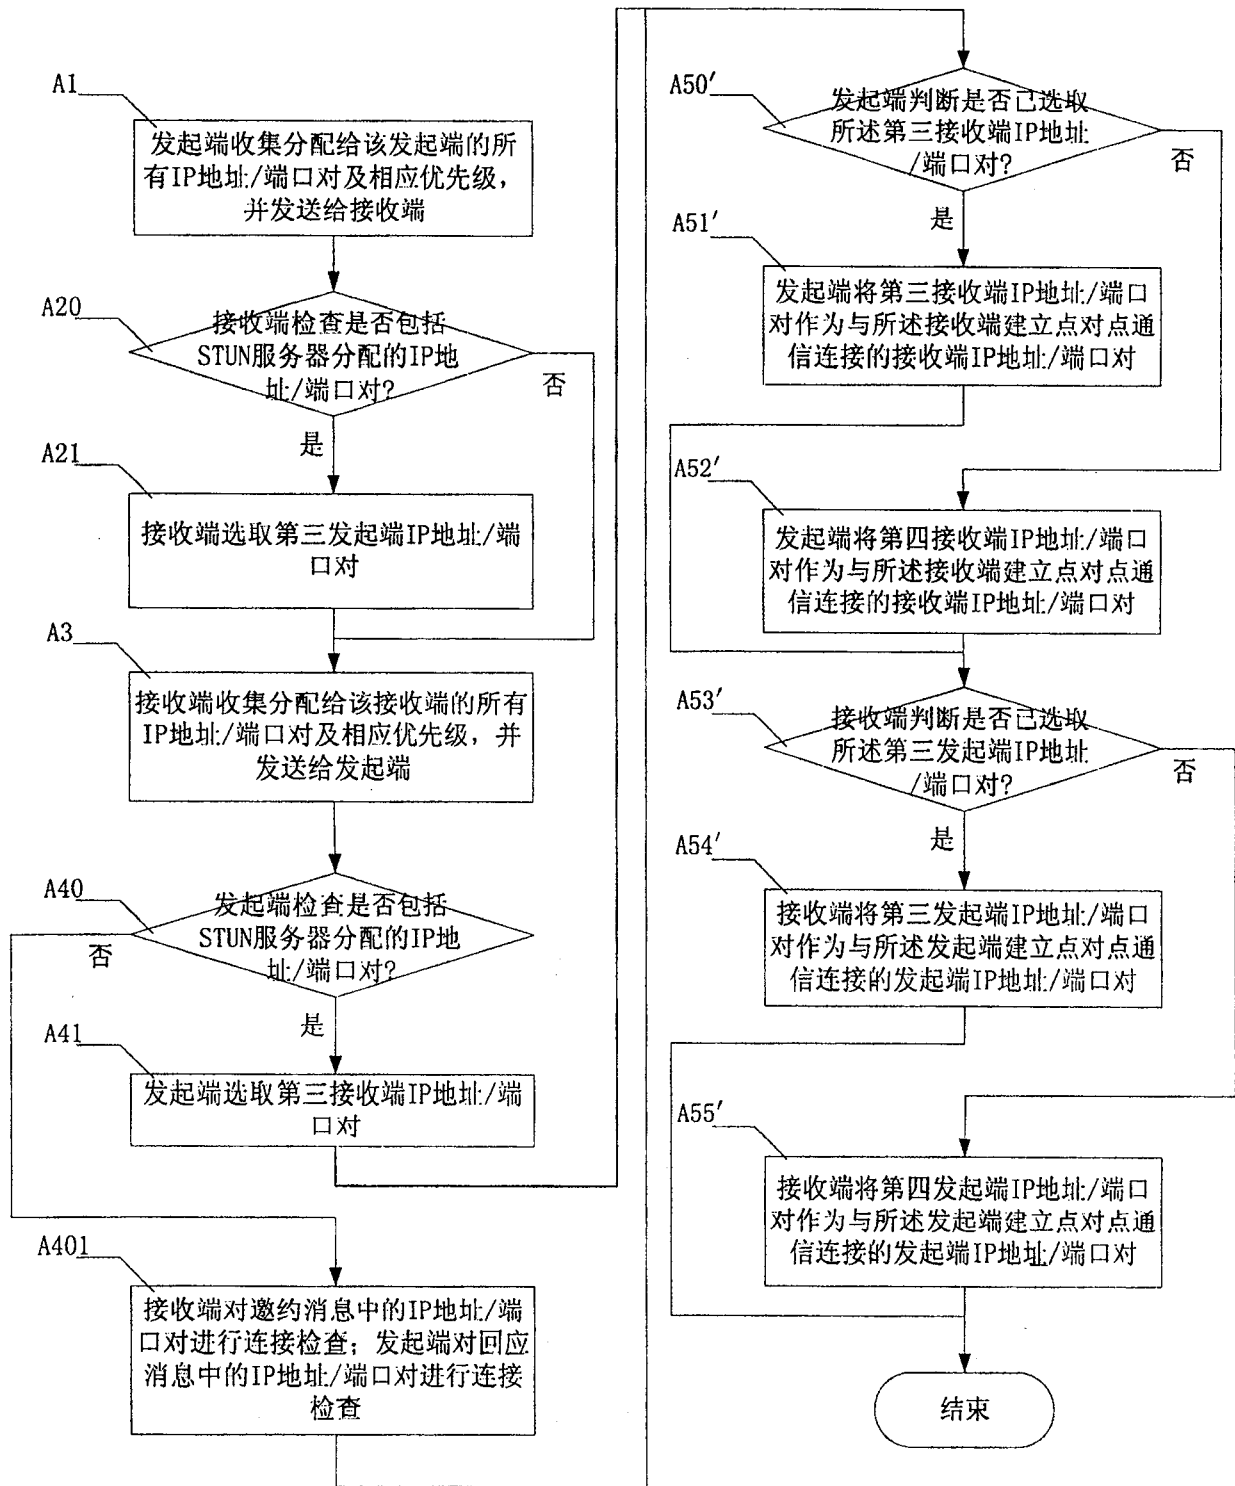 A1
发起端收集分配给该发起端的所
有IP地址/端口对及相应优先级,
并发送给接收端
A20
接收端检查是否包括
STUN服务器分配的IP地
址/端口对?
否
是
A21
接收端选取第三发起端IP地址/端
口对
A3
接收端收集分配给该接收端的所有
IP地址/端口对及相应优先级, 并
发送给发起端
A40
发起端检查是否包括
STUN服务器分配的IP地
址/端口对?
否
是
A41
发起端选取第三接收端IP地址/端
口对
A401
接收端对邀约消息中的IP地址/端
口对进行连接检查; 发起端对回应
消息中的IP地址/端口对进行连接
检查
A50'
发起端判断是否已选取
所述第三接收端IP地址
/端口对?
否
是
A51'
发起端将第三接收端IP地址/端口
对作为与所述接收端建立点对点通
信连接的接收端IP地址/端口对
A52'
发起端将第四接收端IP地址/端口
对作为与所述接收端建立点对点通
信连接的接收端IP地址/端口对
A53'
接收端判断是否已选取
所述第三发起端IP地址
/端口对?
否
是
A54'
接收端将第三发起端IP地址/端口
对作为与所述发起端建立点对点通
信连接的发起端IP地址/端口对
A55'
接收端将第四发起端IP地址/端口
对作为与所述发起端建立点对点通
信连接的发起端IP地址/端口对
结束